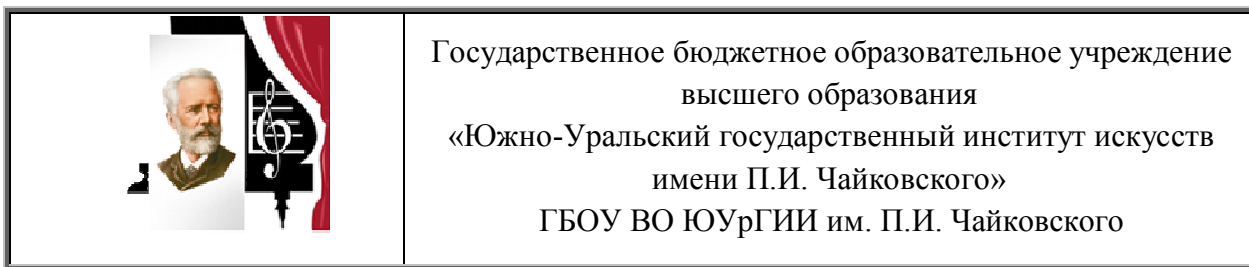 Государственное бюджетное образовательное учреждение
высшего образования
«Южно-Уральский государственный институт искусств
имени П.И. Чайковского»
ГБОУ ВО ЮУрГИИ им. П.И. Чайковского